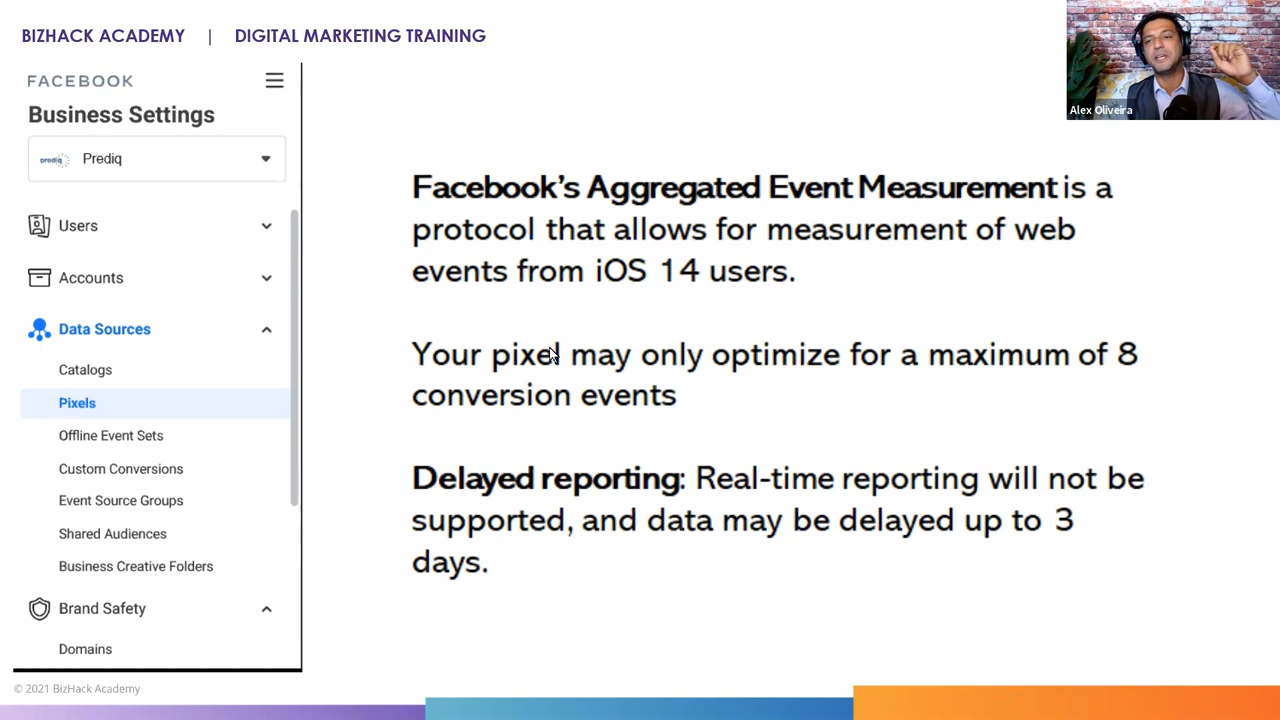 BIZHACK ACADEMY | DIGITAL MARKETING TRAINING
Alex Oliveira
FACEBOOK
Business Settings
prediq Prediq
Users
Accounts
Data Sources
Catalogs
Pixels
Offline Event Sets
Custom Conversions
Event Source Groups
Shared Audiences
Business Creative Folders
Brand Safety
Domains
Facebook's Aggregated Event Measurement is a
protocol that allows for measurement of web
events from iOS 14 users.
Your pixel may only optimize for a maximum of 8
conversion events
Delayed reporting: Real-time reporting will not be
supported, and data may be delayed up to 3
days.
© 2021 BizHack Academy